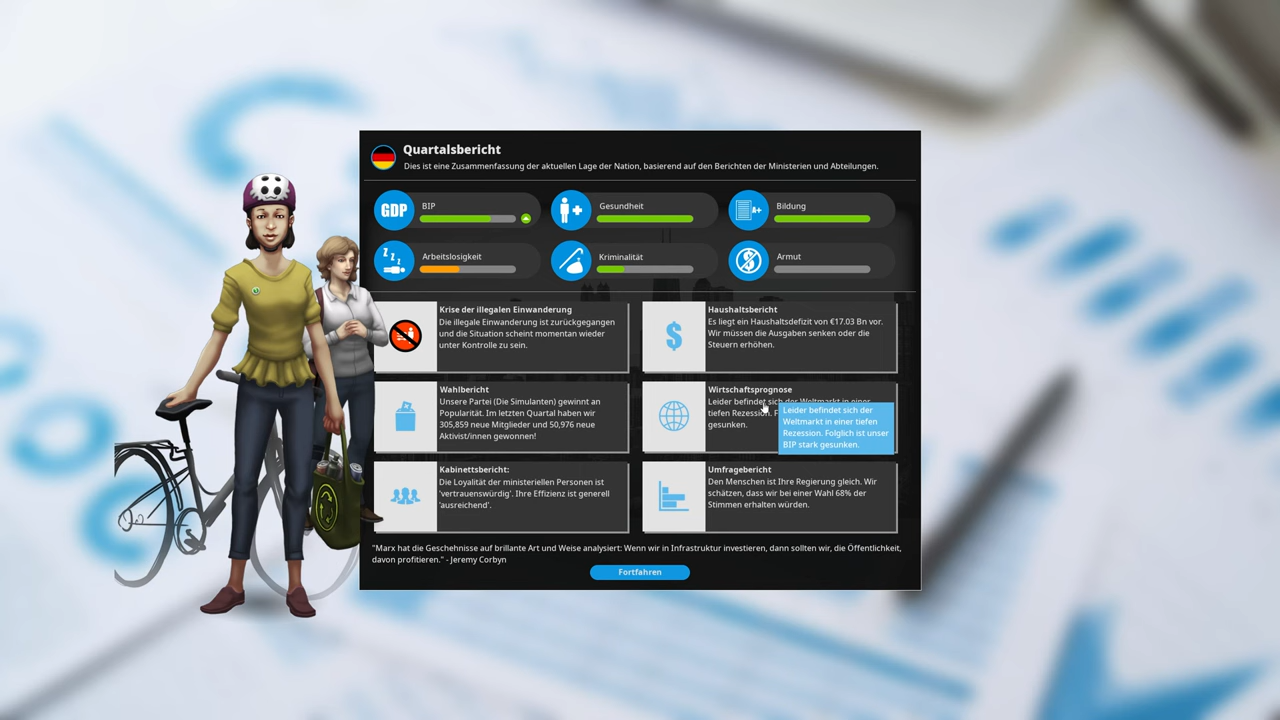 Quartalsbericht
Dies ist eine Zusammenfassung der aktuellen Lage der Nation, basierend auf den Berichten der Ministerien und Abteilungen.
GDP
BIP
Gesundheit
A+
Bildung
Z Z Z
Arbeitslosigkeit
Kriminalität
Armut
Krise der illegalen Einwanderung
Die illegale Einwanderung ist zurückgegangen
und die Situation scheint momentan wieder
unter Kontrolle zu sein.
Haushaltsbericht
Es liegt ein Haushaltsdefizit von €17.03 Bn vor.
Wir müssen die Ausgaben senken oder die
Steuern erhöhen.
Wahlbericht
Unsere Partei (Die Simulanten) gewinnt an
Popularität. Im letzten Quartal haben wir
305,859 neue Mitglieder und 50,976 neue
Aktivist/innen gewonnen!
Wirtschaftsprognose
Leider befindet sich der Weltmarkt in einer
tiefen Rezession. F
gesunken.
Leider befindet sich der
Weltmarkt in einer tiefen
Rezession. Folglich ist unser
BIP stark gesunken.
Kabinettsbericht:
Die Loyalität der ministeriellen Personen ist
'vertrauenswürdig'. Ihre Effizienz ist generell
'ausreichend'.
Umfragebericht
Den Menschen ist Ihre Regierung gleich. Wir
schätzen, dass wir bei einer Wahl 68% der
Stimmen erhalten würden.
"Marx hat die Geschehnisse auf brillante Art und Weise analysiert: Wenn wir in Infrastruktur investieren, dann sollten wir, die Öffentlichkeit,
davon profitieren." - Jeremy Corbyn
Fortfahren